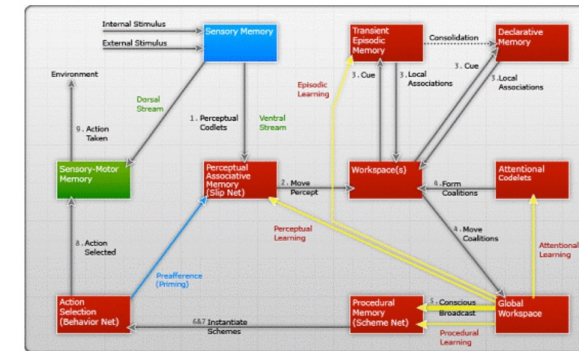 Internal Stimulus
External Stimulus
Sensory Memory
Transient
Episodic
Memory
Consolidation
Declarative
Memory
Environment
Dorsal
Stream
1. Perceptual
Codlets
Ventral
Stream
Episodic
Learning
3. Cue
3. Local
Associations
3. Cue
3. Local
Associations
9. Action
Taken
Sensory-Motor
Memory
Perceptual
Associative
Memory
(Slip Net)
2. Move
Percept
Workspace(s)
4. Form
Coalitions
Attentional
Codelets
8. Action
Selected
Preafference
(Priming)
Perceptual
Learning
4. Move
Coalitions
Attentional
Learning
Action
Selection
(Behavior Net)
6&7 Instantiate
Schemes
Procedural
Memory
(Scheme Net)
5. Conscious
Broadcast
Procedural
Learning
Global
Workspace